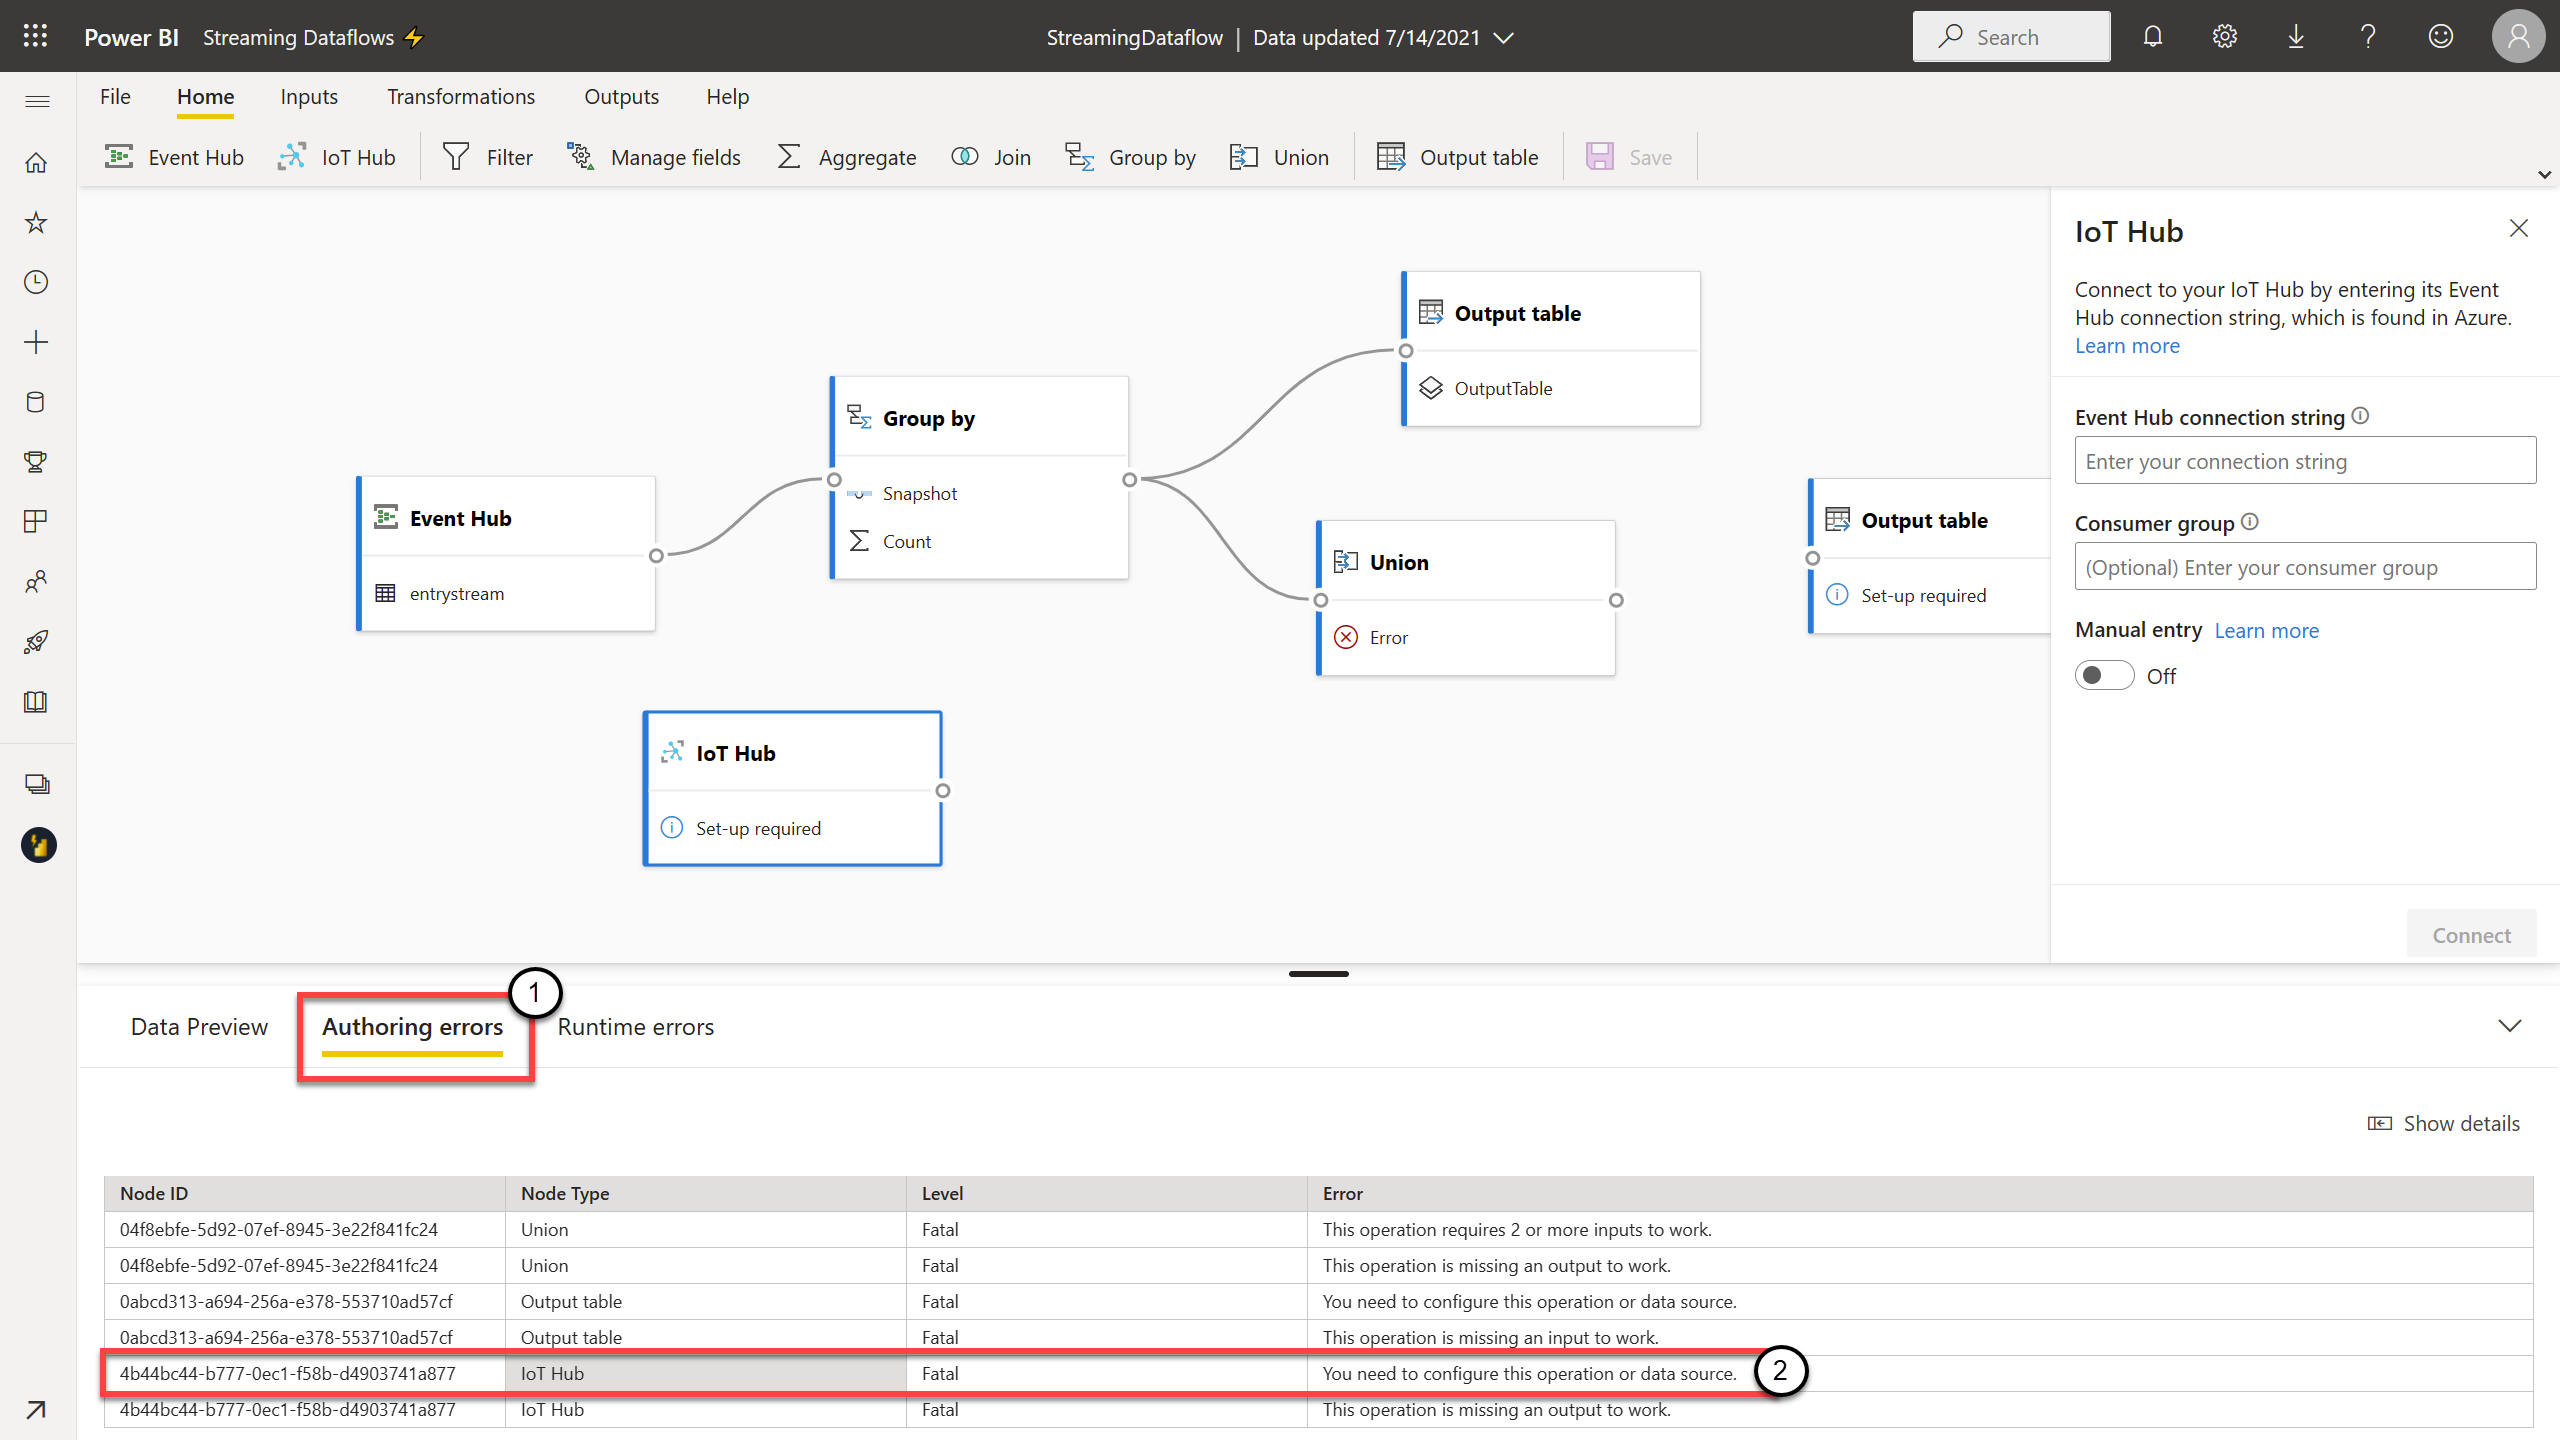 Power BI Streaming Dataflows
StreamingDataflow | Data updated 7/14/2021
Search
File Home Inputs Transformations Outputs Help
Event Hub IoT Hub Filter Manage fields Aggregate Join Group by Union Output table Save
Output table
OutputTable
Group by
Snapshot
Count
Event Hub
entrystream
Union
Error
Output table
Set-up required
IoT Hub
Set-up required
IoT Hub
Connect to your IoT Hub by entering its Event
Hub connection string, which is found in Azure.
Learn more
Event Hub connection string
Enter your connection string
Consumer group
(Optional) Enter your consumer group
Manual entry Learn more
Off
Connect
1
Data Preview Authoring errors Runtime errors
Show details
Node ID Node Type Level Error
04f8ebfe-5d92-07ef-8945-3e22f841fc24 Union Fatal This operation requires 2 or more inputs to work.
04f8ebfe-5d92-07ef-8945-3e22f841fc24 Union Fatal This operation is missing an output to work.
0abcd313-a694-256a-e378-553710ad57cf Output table Fatal You need to configure this operation or data source.
0abcd313-a694-256a-e378-553710ad57cf Output table Fatal This operation is missing an input to work.
4b44bc44-b777-0ec1-f58b-d4903741a877 IoT Hub Fatal You need to configure this operation or data source. 2
4b44bc44-b777-0ec1-f58b-d4903741a877 IoT Hub Fatal This operation is missing an output to work.